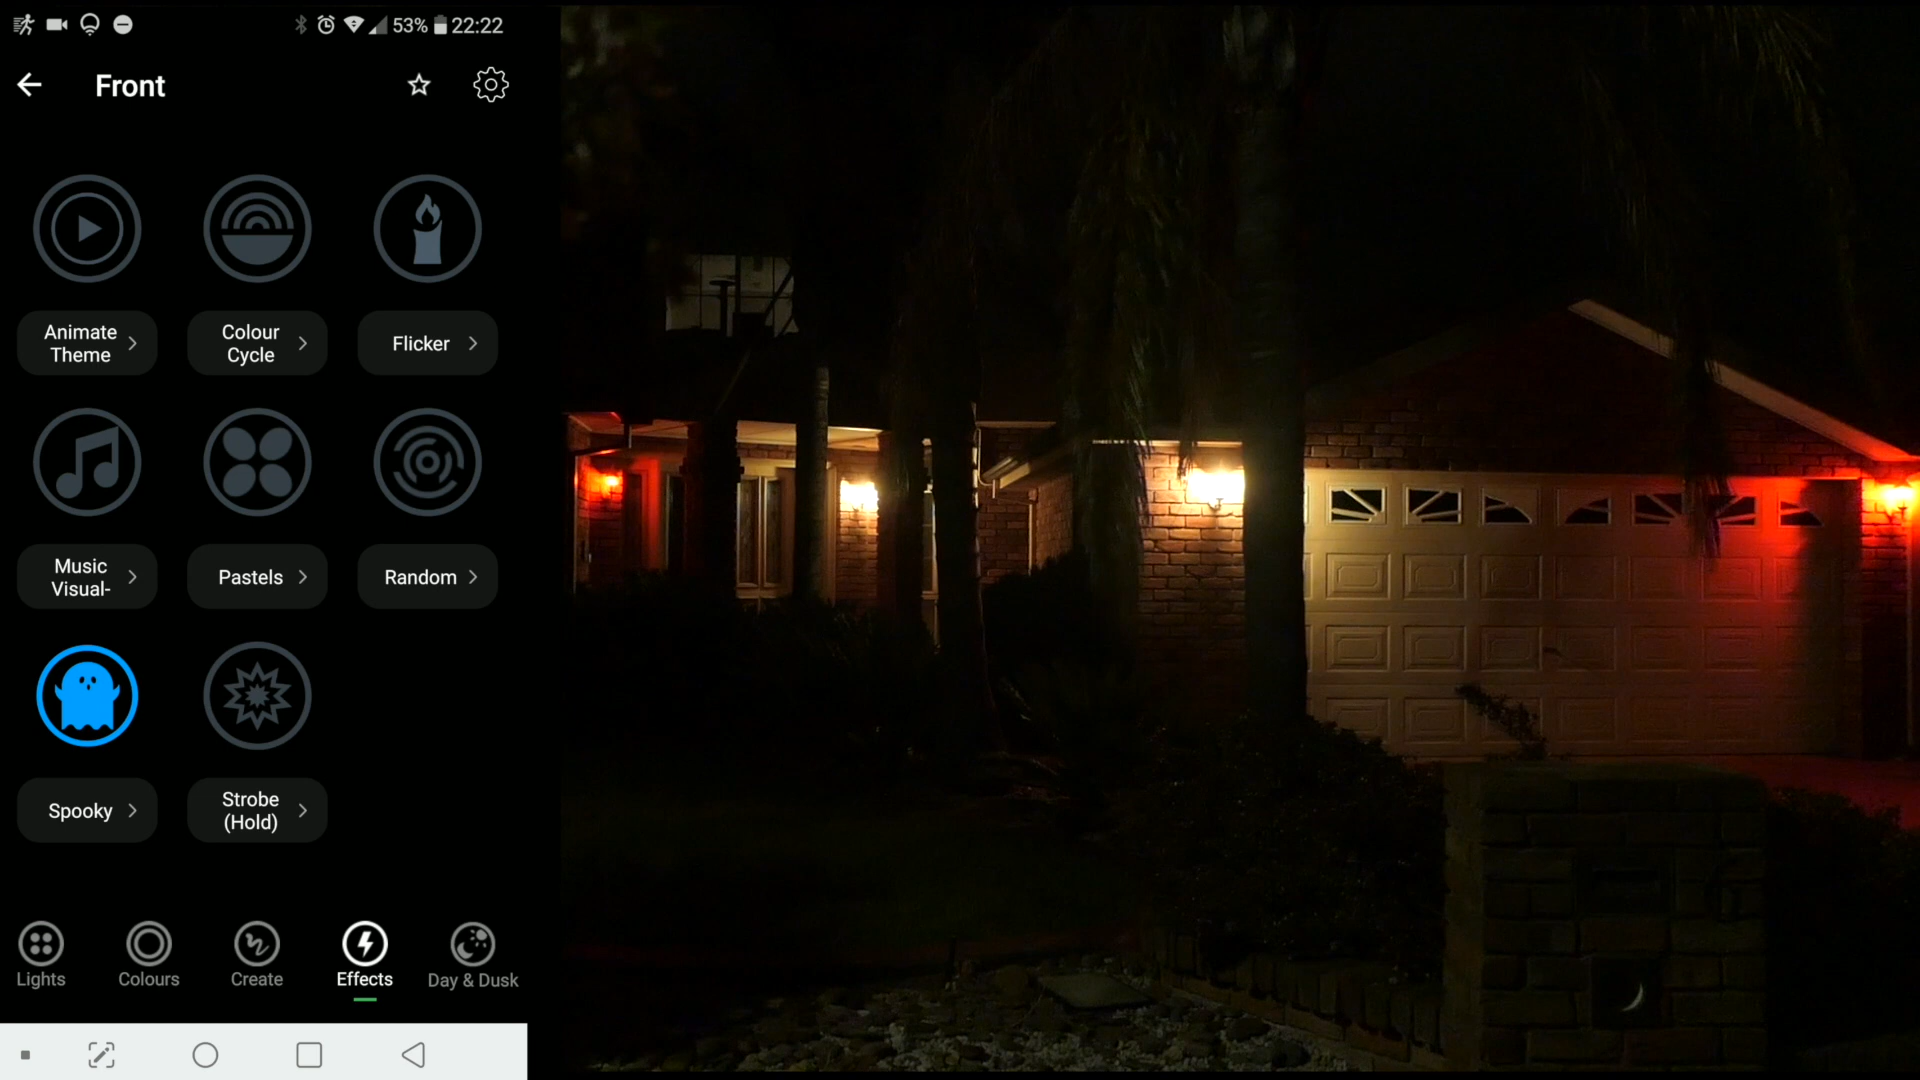 53% 22:22
Front
Animate
Theme
Colour
Cycle
Flicker
Music
Visual-
Pastels
Random
Spooky
Strobe
(Hold)
Lights
Colours
Create
Effects
Day & Dusk